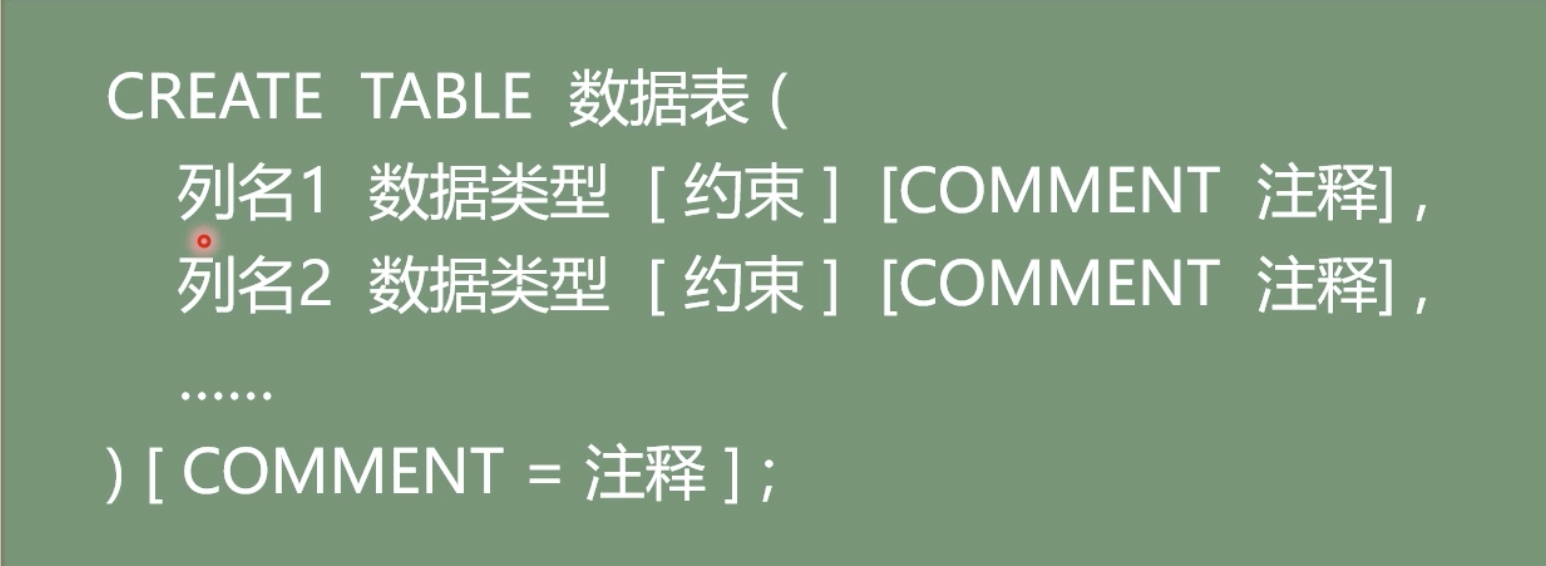 CREATE TABLE 数据表 (
列名1 数据类型 [ 约束 ] [COMMENT 注释] ,
列名2 数据类型 [ 约束 ] [COMMENT 注释] ,
......
) [ COMMENT = 注释 ] ;